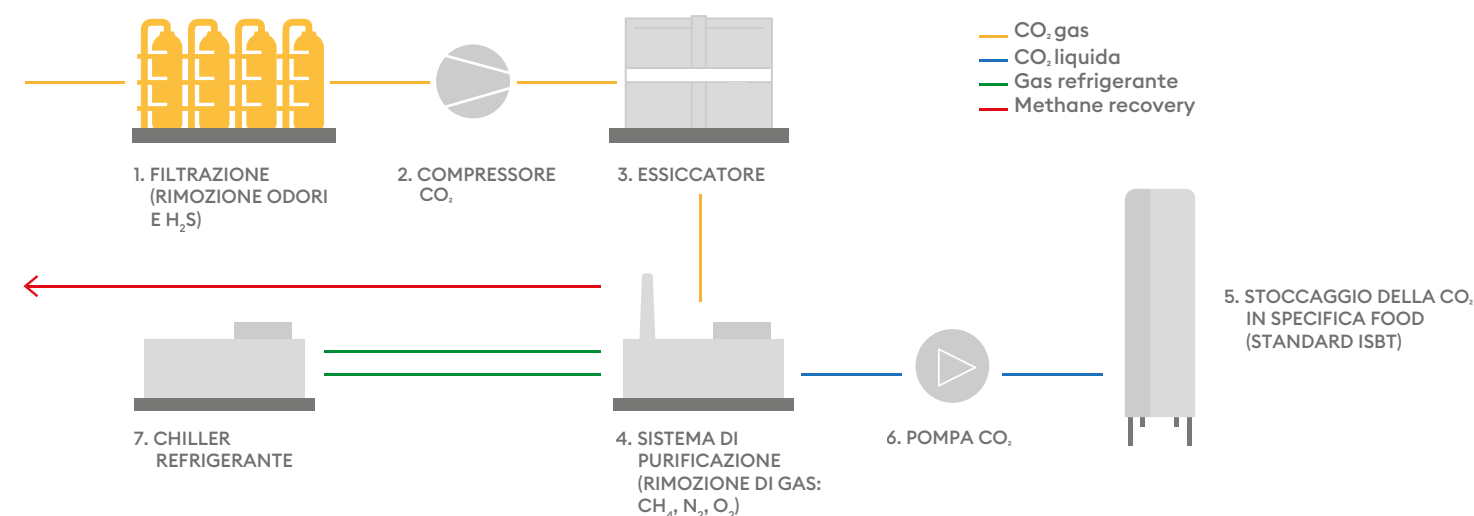 CO₂ gas
CO₂ liquida
Gas refrigerante
Methane recovery
1. FILTRAZIONE
(RIMOZIONE ODORI
E H₂S)
2. COMPRESSORE
CO₂
3. ESSICCATORE
5. STOCCAGGIO DELLA CO₂
IN SPECIFICA FOOD
(STANDARD ISBT)
7. CHILLER
REFRIGERANTE
4. SISTEMA DI
PURIFICAZIONE
(RIMOZIONE DI GAS:
CH₄, N₂, O₂)
6. POMPA CO₂